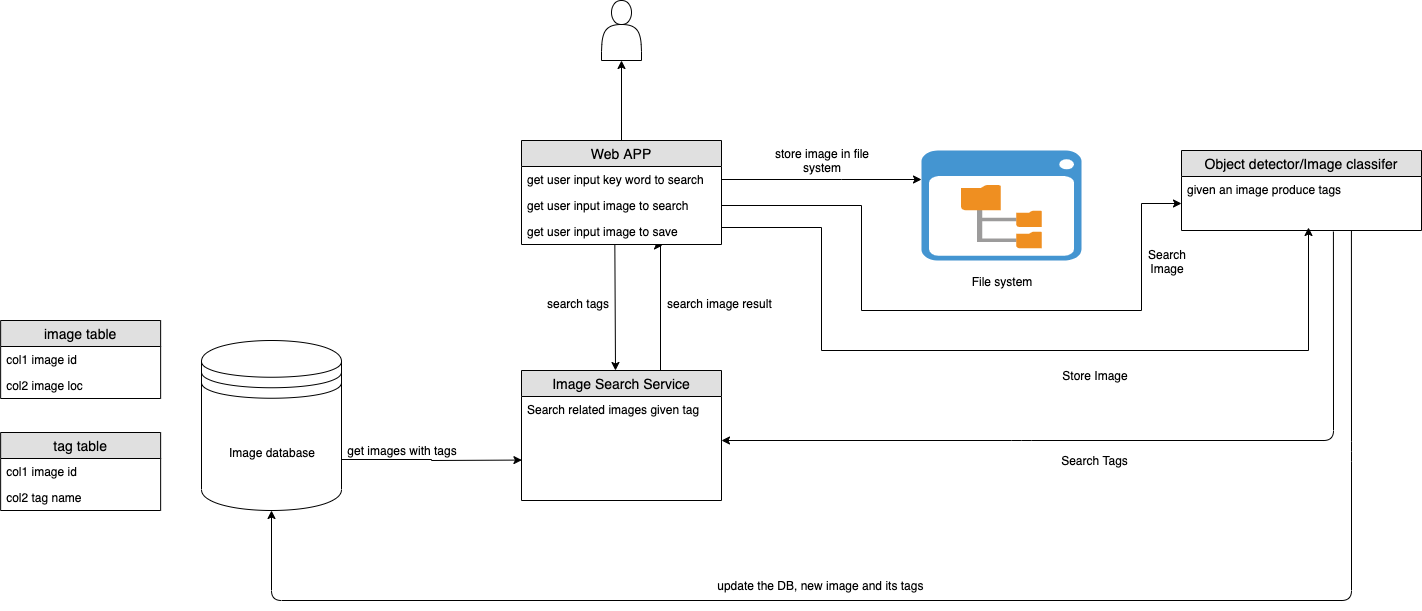 Web APP
get user input key word to search
get user input image to search
get user input image to save
store image in file
system
File system
Object detector/Image classifer
given an image produce tags
Search
Image
search tags
search image result
image table
col1 image id
col2 image loc
Store Image
Image Search Service
Search related images given tag
tag table
col1 image id
col2 tag name
Image database
get images with tags
Search Tags
update the DB, new image and its tags